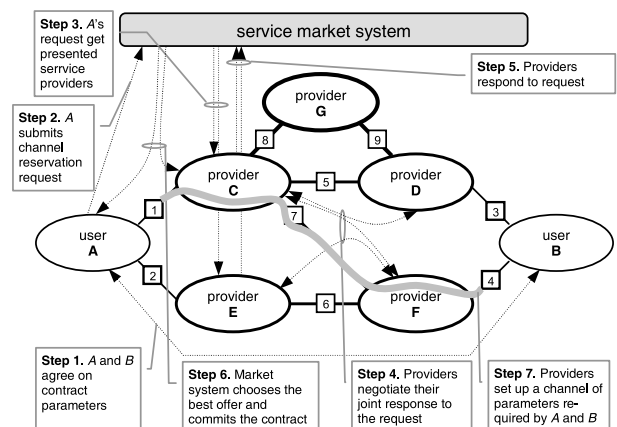 Step 3. A's
request get
presented
serrvice
providers
service market system
Step 5. Providers
respond to request
Step 2. A
submits
channel
reservation
request
provider
G
8
9
provider
C
5
provider
D
1
7
3
user
A
user
B
2
4
provider
E
6
provider
F
Step 1. A and B
agree on
contract
parameters
Step 6. Market
system chooses the
best offer and
commits the contract
Step 4. Providers
negotiate their
joint response to
the request
Step 7. Providers
set up a channel of
parameters re-
quired by A and B